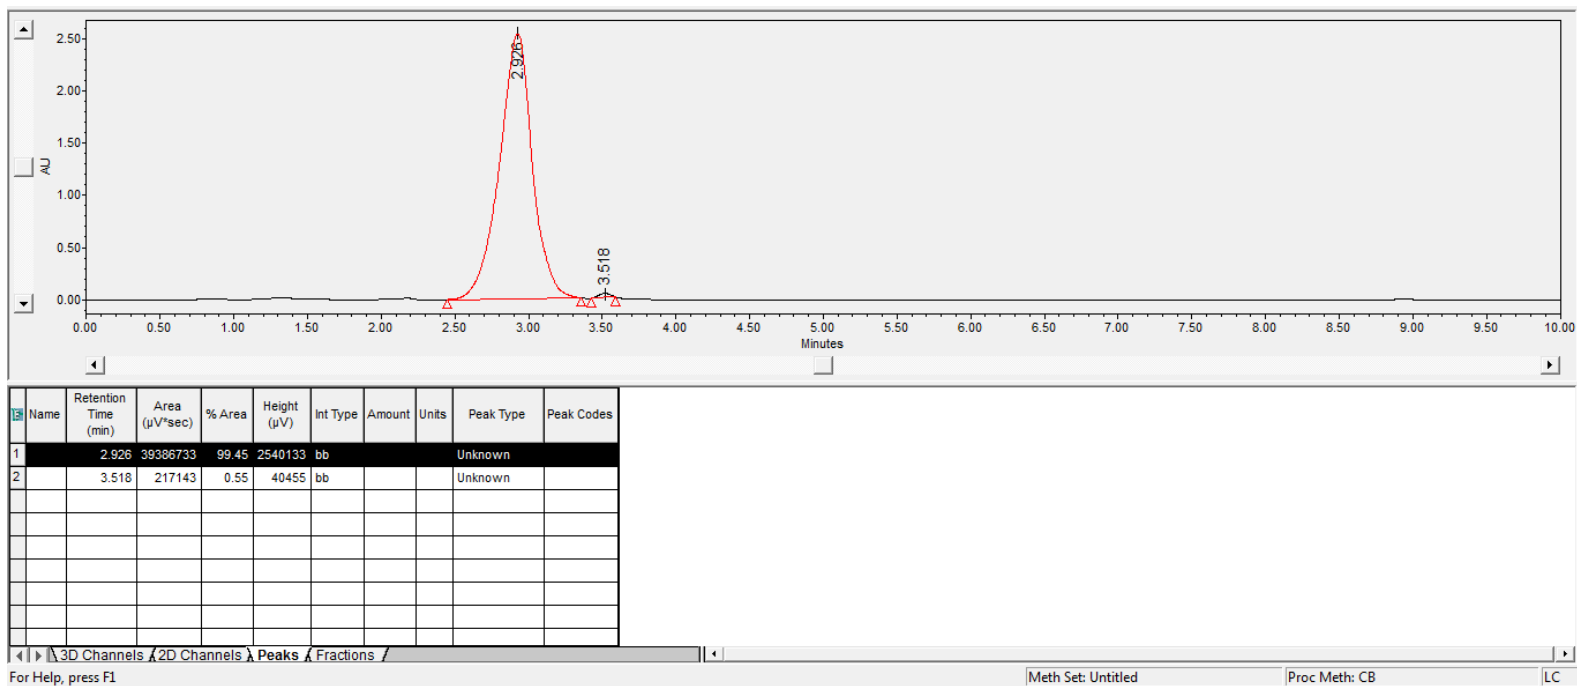 2.50
2.926
2.00
1.50
AU
1.00
0.50
3.518
0.00
0.00 0.50 1.00 1.50 2.00 2.50 3.00 3.50 4.00 4.50 5.00 5.50 6.00 6.50 7.00 7.50 8.00 8.50 9.00 9.50 10.00
Minutes
Name Retention Time (min) Area (µV*sec) % Area Height (µV) Int Type Amount Units Peak Type Peak Codes
1 2.926 39386733 99.45 2540133 bb Unknown
2 3.518 217143 0.55 40455 bb Unknown
3D Channels 2D Channels Peaks Fractions
For Help, press F1 Meth Set: Untitled Proc Meth: CB LC